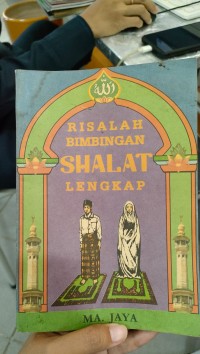 الله
RISALAH
BIMBINGAN
SHALAT
LENGKAP
MA. JAYA